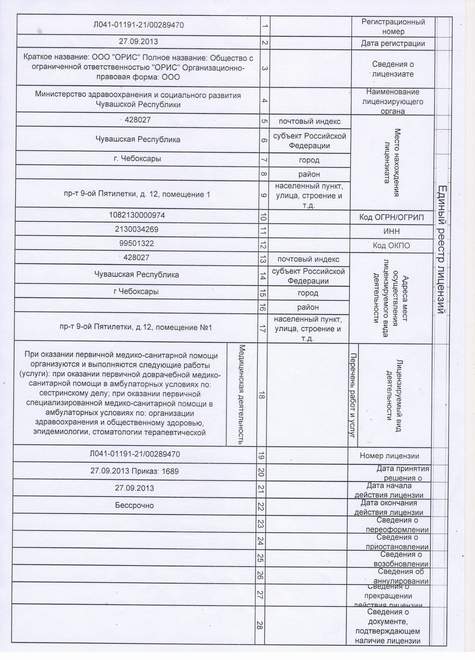 Единый реестр лицензий
Регистрационный
номер
1
Л041-01191-21/00289470
Дата регистрации
2
27.09.2013
Сведения о
лицензиате
3
Краткое название: ООО "ОРИС" Полное название: Общество с
ограниченной ответственностью "ОРИС" Организационно-
правовая форма: ООО
Наименование
лицензирующего
органа
4
Министерство здравоохранения и социального развития
Чувашской Республики
Место нахождения
лицензиата
почтовый индекс
5
428027
субъект Российской
Федерации
6
Чувашская Республика
город
7
г. Чебоксары
район
8
населенный пункт,
улица, строение и
т.д.
9
пр-т 9-ой Пятилетки, д. 12, помещение 1
Код ОГРН/ОГРИП
10
1082130000974
ИНН
11
2130034269
Код ОКПО
12
99501322
Адреса мест
осуществления
лицензируемого вида
деятельности
почтовый индекс
13
428027
субъект Российской
Федерации
14
Чувашская Республика
город
15
г Чебоксары
район
16
населенный пункт,
улица, строение и
т.д.
17
пр-т 9-ой Пятилетки, д.12, помещение №1
Лицензируемый вид
деятельности
Перечень работ и услуг
18
Медицинская деятельность
При оказании первичной медико-санитарной помощи
организуются и выполняются следующие работы
(услуги): при оказании первичной доврачебной медико-
санитарной помощи в амбулаторных условиях по:
сестринскому делу; при оказании первичной
специализированной медико-санитарной помощи в
амбулаторных условиях по: организации
здравоохранения и общественному здоровью,
эпидемиологии, стоматологии терапевтической
Номер лицензии
19
Л041-01191-21/00289470
Дата принятия
решения о
20
27.09.2013 Приказ: 1689
Дата начала
действия лицензии
21
27.09.2013
Дата окончания
действия лицензии
22
Бессрочно
Сведения о
переоформлении
23
Сведения о
приостановлении
24
Сведения о
возобновлении
25
Сведения об
аннулировании
26
Сведения о
прекращении
действия лицензии
27
Сведения о
документе,
подтверждающем
наличие лицензии
28